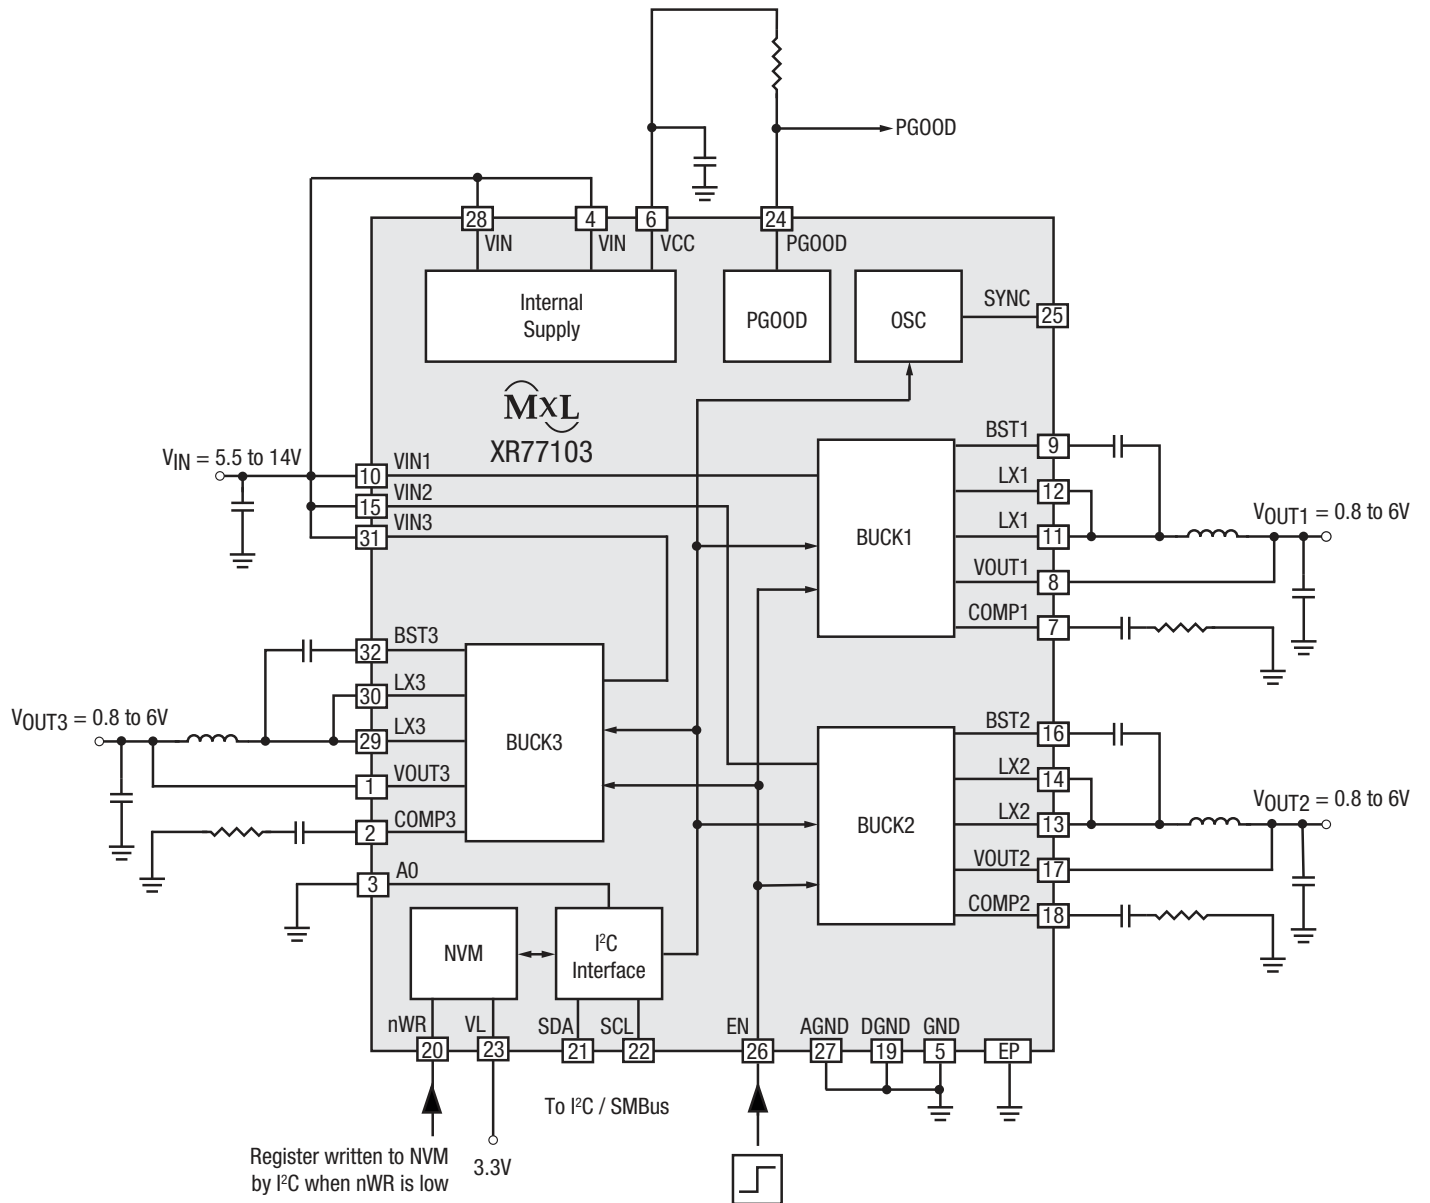 PGOOD
28
4
6
24
VIN
VIN
VCC
PGOOD
Internal
Supply
PGOOD
OSC
SYNC
25
MxL
XR77103
VIN = 5.5 to 14V
10
VIN1
15
VIN2
31
VIN3
BUCK1
BST1
9
LX1
12
LX1
11
VOUT1
8
COMP1
7
VOUT1 = 0.8 to 6V
32
BST3
30
LX3
29
LX3
1
VOUT3
2
COMP3
VOUT3 = 0.8 to 6V
BUCK3
BUCK2
BST2
16
LX2
14
LX2
13
VOUT2
17
COMP2
18
VOUT2 = 0.8 to 6V
3
A0
NVM
I²C
Interface
nWR
VL
SDA
SCL
EN
AGND
DGND
GND
20
23
21
22
26
27
19
5
EP
To I²C / SMBus
Register written to NVM
by I²C when nWR is low
3.3V